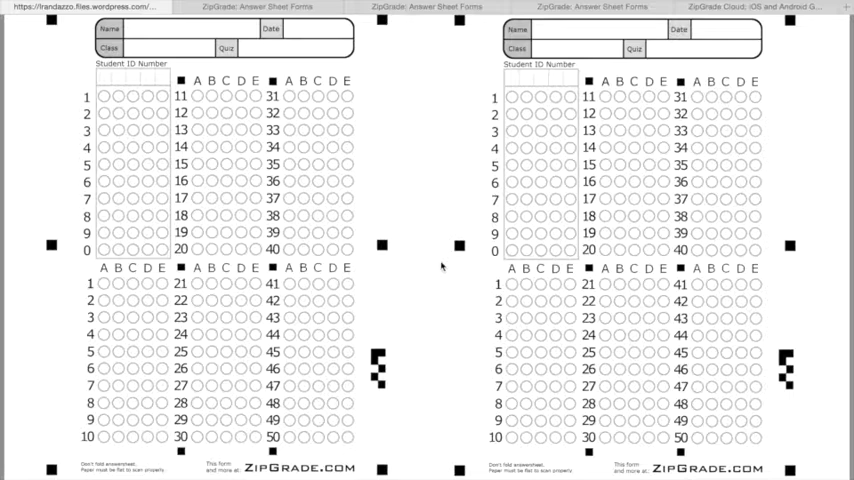 https://lrandazzo.files.wordpress.com/...
ZipGrade: Answer Sheet Forms
ZipGrade: Answer Sheet Forms
ZipGrade: Answer Sheet Forms
ZipGrade Cloud; iOS and Android G...
Name
Date
Class
Quiz
Student ID Number
A B C D E
A B C D E
1 11 31
2 12 32
3 13 33
4 14 34
5 15 35
6 16 36
7 17 37
8 18 38
9 19 39
0 20 40
A B C D E
A B C D E
A B C D E
1 21 41
2 22 42
3 23 43
4 24 44
5 25 45
6 26 46
7 27 47
8 28 48
9 29 49
10 30 50
Don't fold answersheet.
Paper must be flat to scan properly.
This form
and more at:
ZIPGRADE.COM
Name
Date
Class
Quiz
Student ID Number
A B C D E
A B C D E
1 11 31
2 12 32
3 13 33
4 14 34
5 15 35
6 16 36
7 17 37
8 18 38
9 19 39
0 20 40
A B C D E
A B C D E
A B C D E
1 21 41
2 22 42
3 23 43
4 24 44
5 25 45
6 26 46
7 27 47
8 28 48
9 29 49
10 30 50
Don't fold answersheet.
Paper must be flat to scan properly.
This form
and more at:
ZIPGRADE.COM